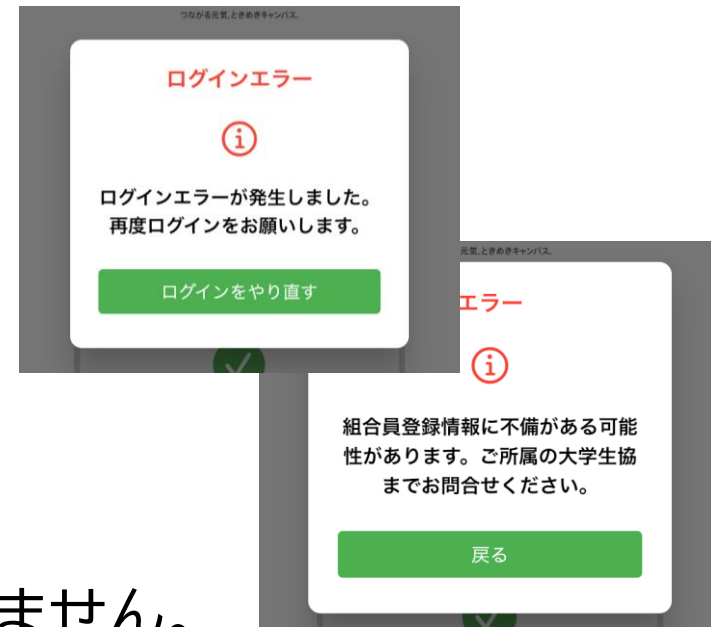 つながる元気、ときめきキャンパス。
ログインエラー
ログインエラーが発生しました。
再度ログインをお願いします。
ログインをやり直す
元気、ときめきキャンパス。
エラー
組合員登録情報に不備がある可能
性があります。ご所属の大学生協
までお問合せください。
戻る
ません。